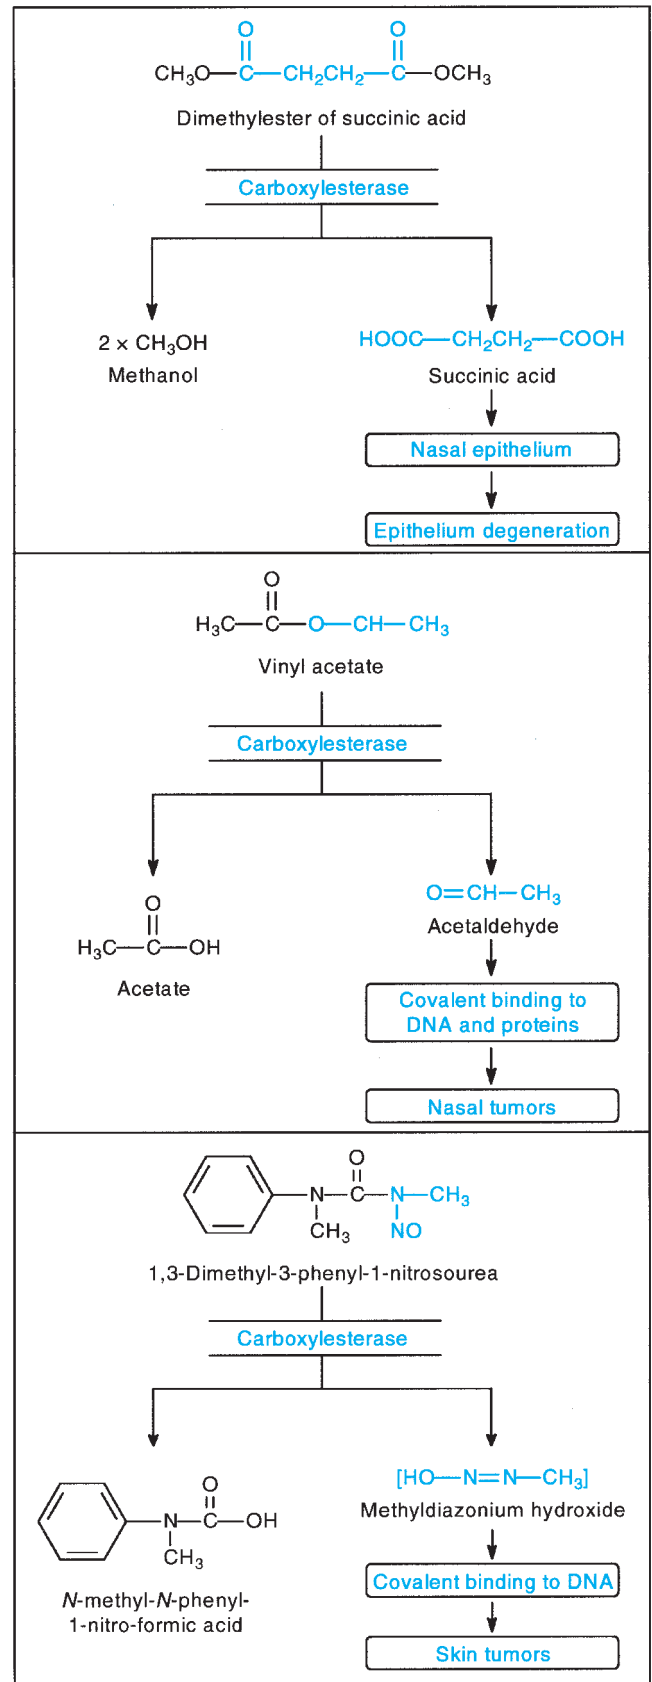 O O
CH₃O—C—CH₂CH₂—C—OCH₃
Dimethylester of succinic acid
Carboxylesterase
2 × CH₃OH
Methanol
HOOC—CH₂CH₂—COOH
Succinic acid
Nasal epithelium
Epithelium degeneration
O
H₃C—C—O—CH—CH₃
Vinyl acetate
Carboxylesterase
O
H₃C—C—OH
Acetate
O=CH—CH₃
Acetaldehyde
Covalent binding to
DNA and proteins
Nasal tumors
O
N—C—N—CH₃
CH₃ NO
1,3-Dimethyl-3-phenyl-1-nitrosourea
Carboxylesterase
O
N—C—OH
CH₃
N-methyl-N-phenyl-
1-nitro-formic acid
[HO—N=N—CH₃]
Methyldiazonium hydroxide
Covalent binding to DNA
Skin tumors